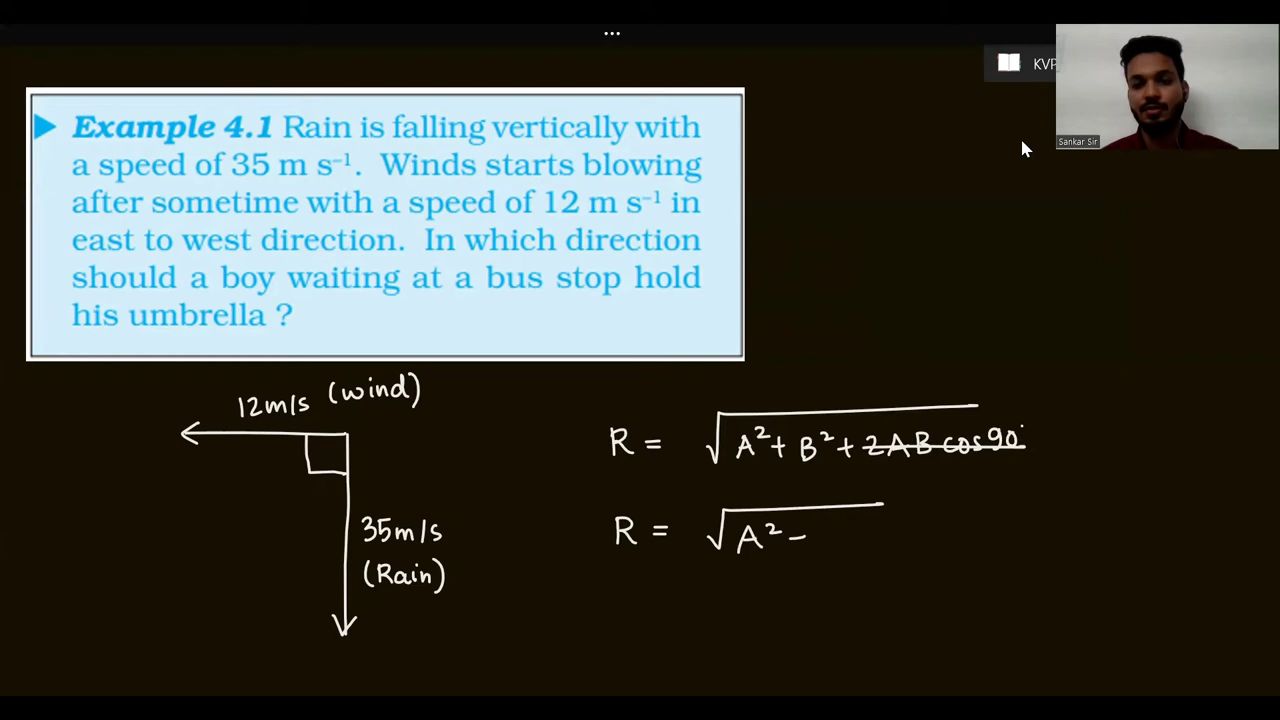 ...
KVP
Sankar Sir
Example 4.1 Rain is falling vertically with
a speed of 35 m s⁻¹. Winds starts blowing
after sometime with a speed of 12 m s⁻¹ in
east to west direction. In which direction
should a boy waiting at a bus stop hold
his umbrella ?
12m/s (wind)
35m/s
(Rain)
R = √A² + B² + 2AB cos90°
R = √A² -